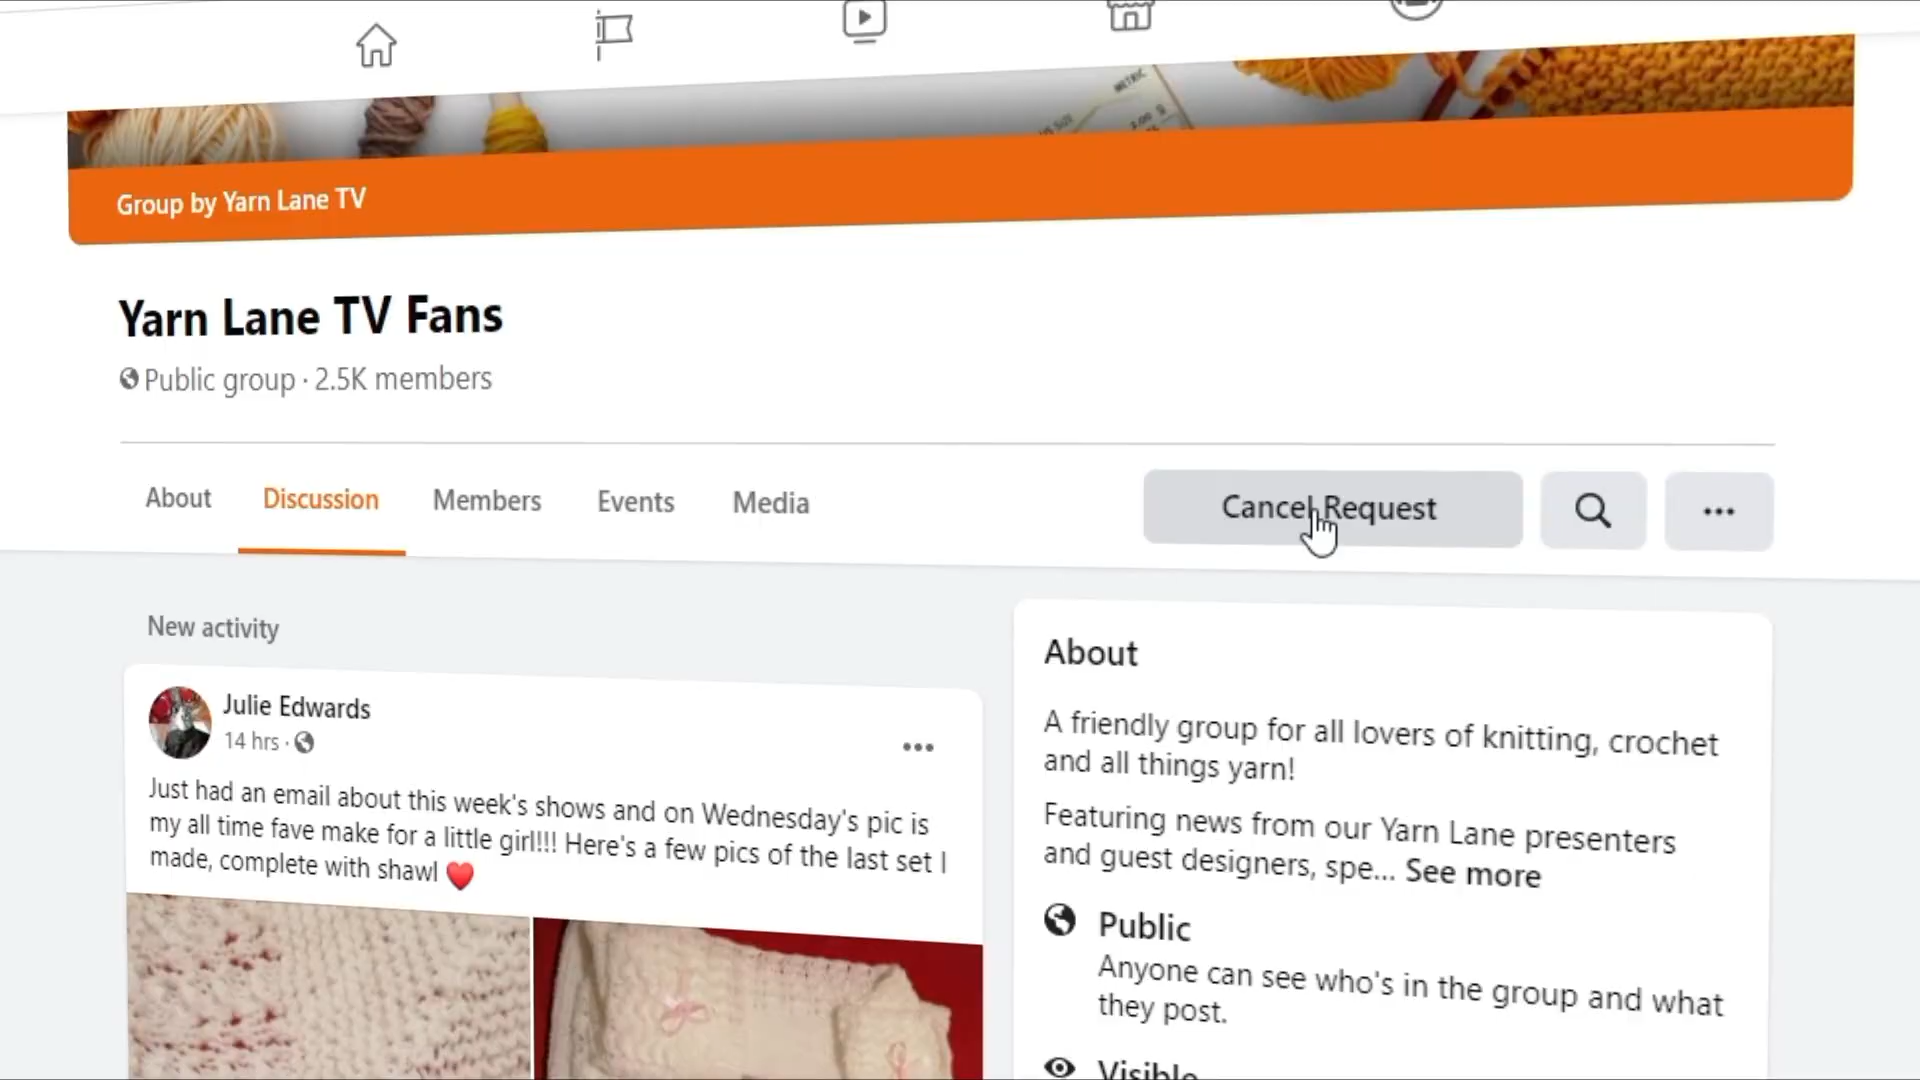 METRIC
US SIZE
Group by Yarn Lane TV
Yarn Lane TV Fans
Public group · 2.5K members
About Discussion Members Events Media Cancel Request
New activity
Julie Edwards
14 hrs ·
Just had an email about this week's shows and on Wednesday's pic is
my all time fave make for a little girl!!! Here's a few pics of the last set I
made, complete with shawl ❤️
About
A friendly group for all lovers of knitting, crochet
and all things yarn!
Featuring news from our Yarn Lane presenters
and guest designers, spe... See more
Public
Anyone can see who's in the group and what
they post.
Visible